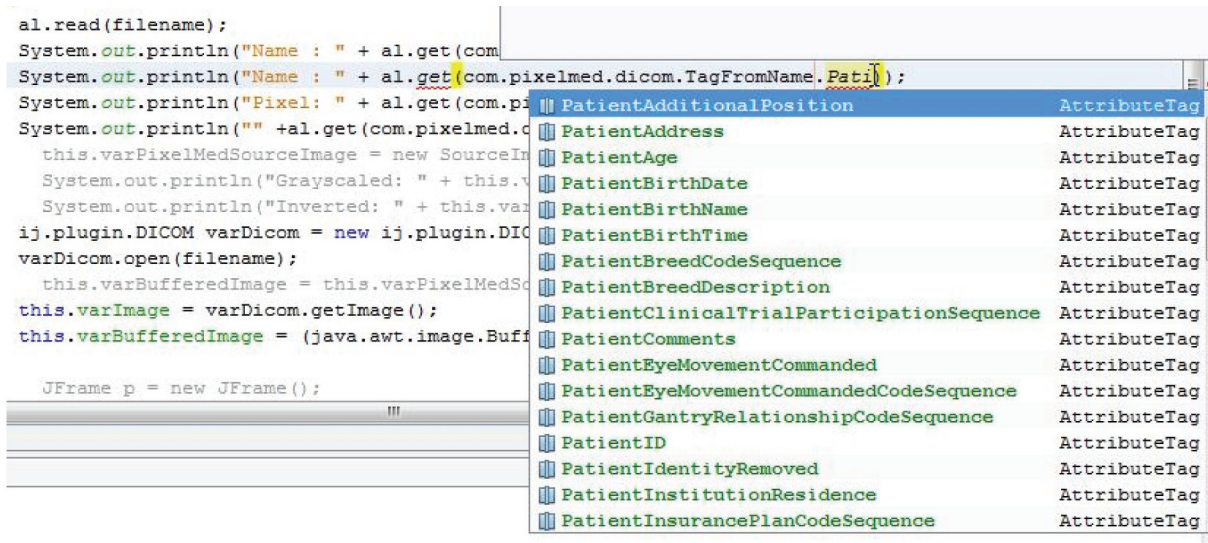 al.read(filename);
System.out.println("Name : " + al.get(com
System.out.println("Name : " + al.get(com.pixelmed.dicom.TagFromName.Pati));
System.out.println("Pixel: " + al.get(com.pi
System.out.println("" +al.get(com.pixelmed.d
this.varPixelMedSourceImage = new SourceIm
System.out.println("Grayscaled: " + this.v
System.out.println("Inverted: " + this.var
ij.plugin.DICOM varDicom = new ij.plugin.DIC
varDicom.open(filename);
this.varBufferedImage = this.varPixelMedSo
this.varImage = varDicom.getImage();
this.varBufferedImage = (java.awt.image.Buff
JFrame p = new JFrame();
PatientAdditionalPosition AttributeTag
PatientAddress AttributeTag
PatientAge AttributeTag
PatientBirthDate AttributeTag
PatientBirthName AttributeTag
PatientBirthTime AttributeTag
PatientBreedCodeSequence AttributeTag
PatientBreedDescription AttributeTag
PatientClinicalTrialParticipationSequence AttributeTag
PatientComments AttributeTag
PatientEyeMovementCommanded AttributeTag
PatientEyeMovementCommandedCodeSequence AttributeTag
PatientGantryRelationshipCodeSequence AttributeTag
PatientID AttributeTag
PatientIdentityRemoved AttributeTag
PatientInstitutionResidence AttributeTag
PatientInsurancePlanCodeSequence AttributeTag